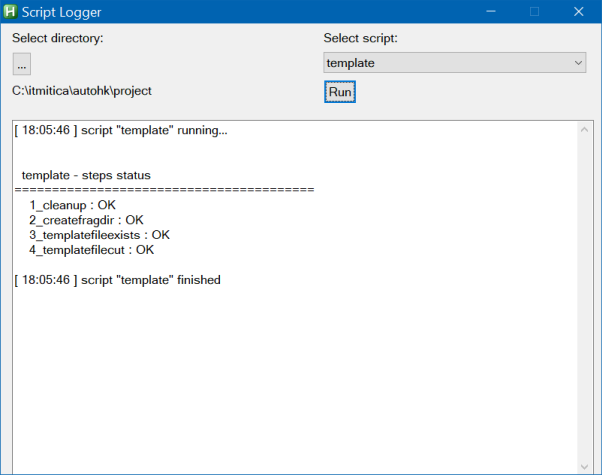 Script Logger
Select directory:
Select script:
...
template
C:\itmitica\autohk\project
Run
[ 18:05:46 ] script "template" running...
template - steps status
========================================
1_cleanup : OK
2_createfragdir : OK
3_templatefileexists : OK
4_templatefilecut : OK
[ 18:05:46 ] script "template" finished